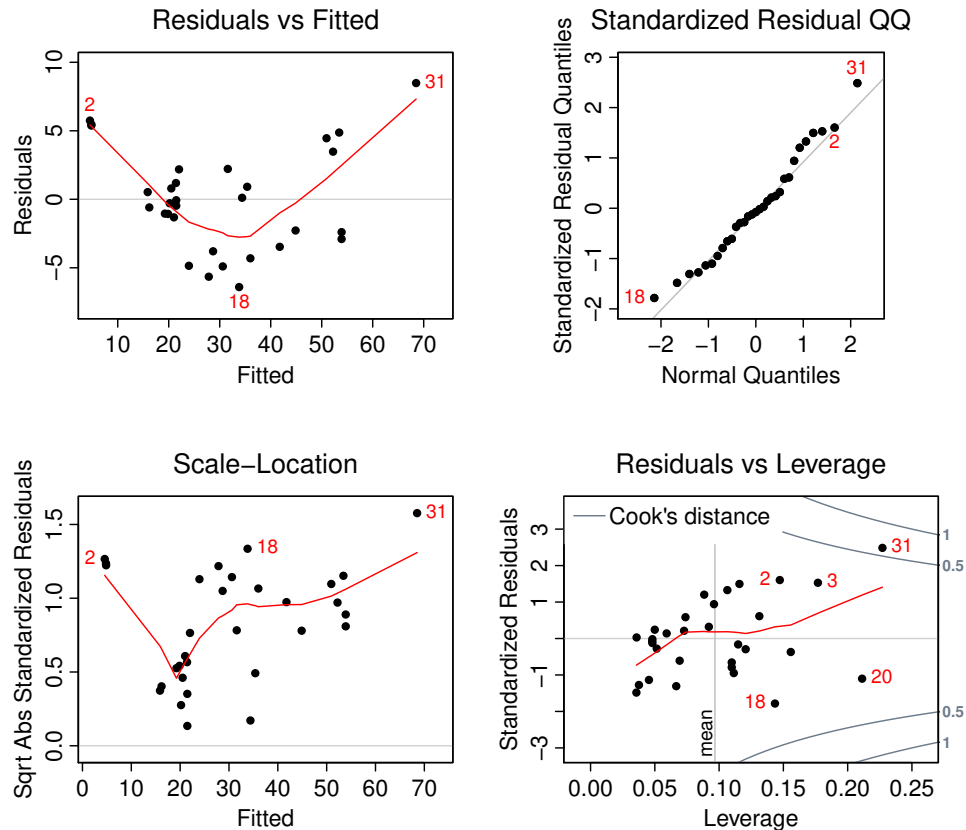 Residuals vs Fitted
Residuals
10
5
0
−5
2
31
18
10 20 30 40 50 60 70
Fitted
Standardized Residual QQ
Standardized Residual Quantiles
3
2
1
0
−1
−2
31
2
18
−2 −1 0 1 2
Normal Quantiles
Scale−Location
Sqrt Abs Standardized Residuals
1.5
1.0
0.5
0.0
2
18
31
0 10 20 30 40 50 60 70
Fitted
Residuals vs Leverage
Standardized Residuals
3
1
−1
−3
Cook's distance
31
2
3
20
18
mean
1
0.5
0.5
1
0.00 0.05 0.10 0.15 0.20 0.25
Leverage